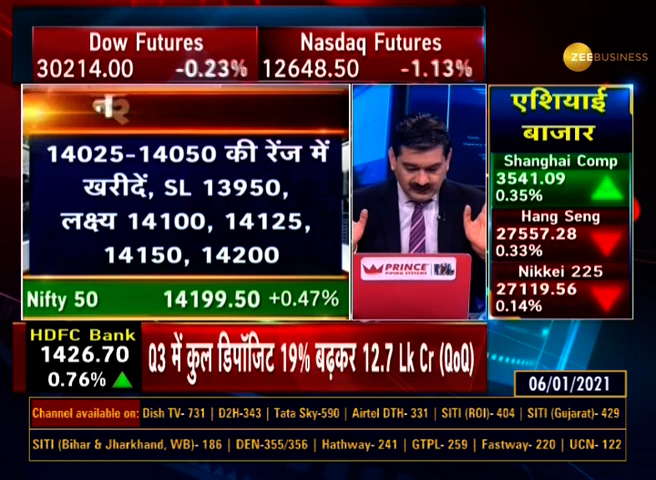 Dow Futures
30214.00 -0.23%
Nasdaq Futures
12648.50 -1.13%
ZEE BUSINESS
14025-14050 की रेंज में
खरीदें, SL 13950,
लक्ष्य 14100, 14125,
14150, 14200
Nifty 50 14199.50 +0.47%
PRINCE
PIPING SYSTEMS
एशियाई
बाजार
Shanghai Comp
3541.09
0.35%
Hang Seng
27557.28
0.33%
Nikkei 225
27119.56
0.14%
HDFC Bank
1426.70
0.76%
Q3 में कुल डिपॉजिट 19% बढ़कर 12.7 Lk Cr (QoQ)
06/01/2021
Channel available on: Dish TV- 731 | D2H-343 | Tata Sky-590 | Airtel DTH- 331 | SITI (ROI)- 404 | SITI (Gujarat)- 429
SITI (Bihar & Jharkhand, WB)- 186 | DEN-355/356 | Hathway- 241 | GTPL- 259 | Fastway- 220 | UCN- 122